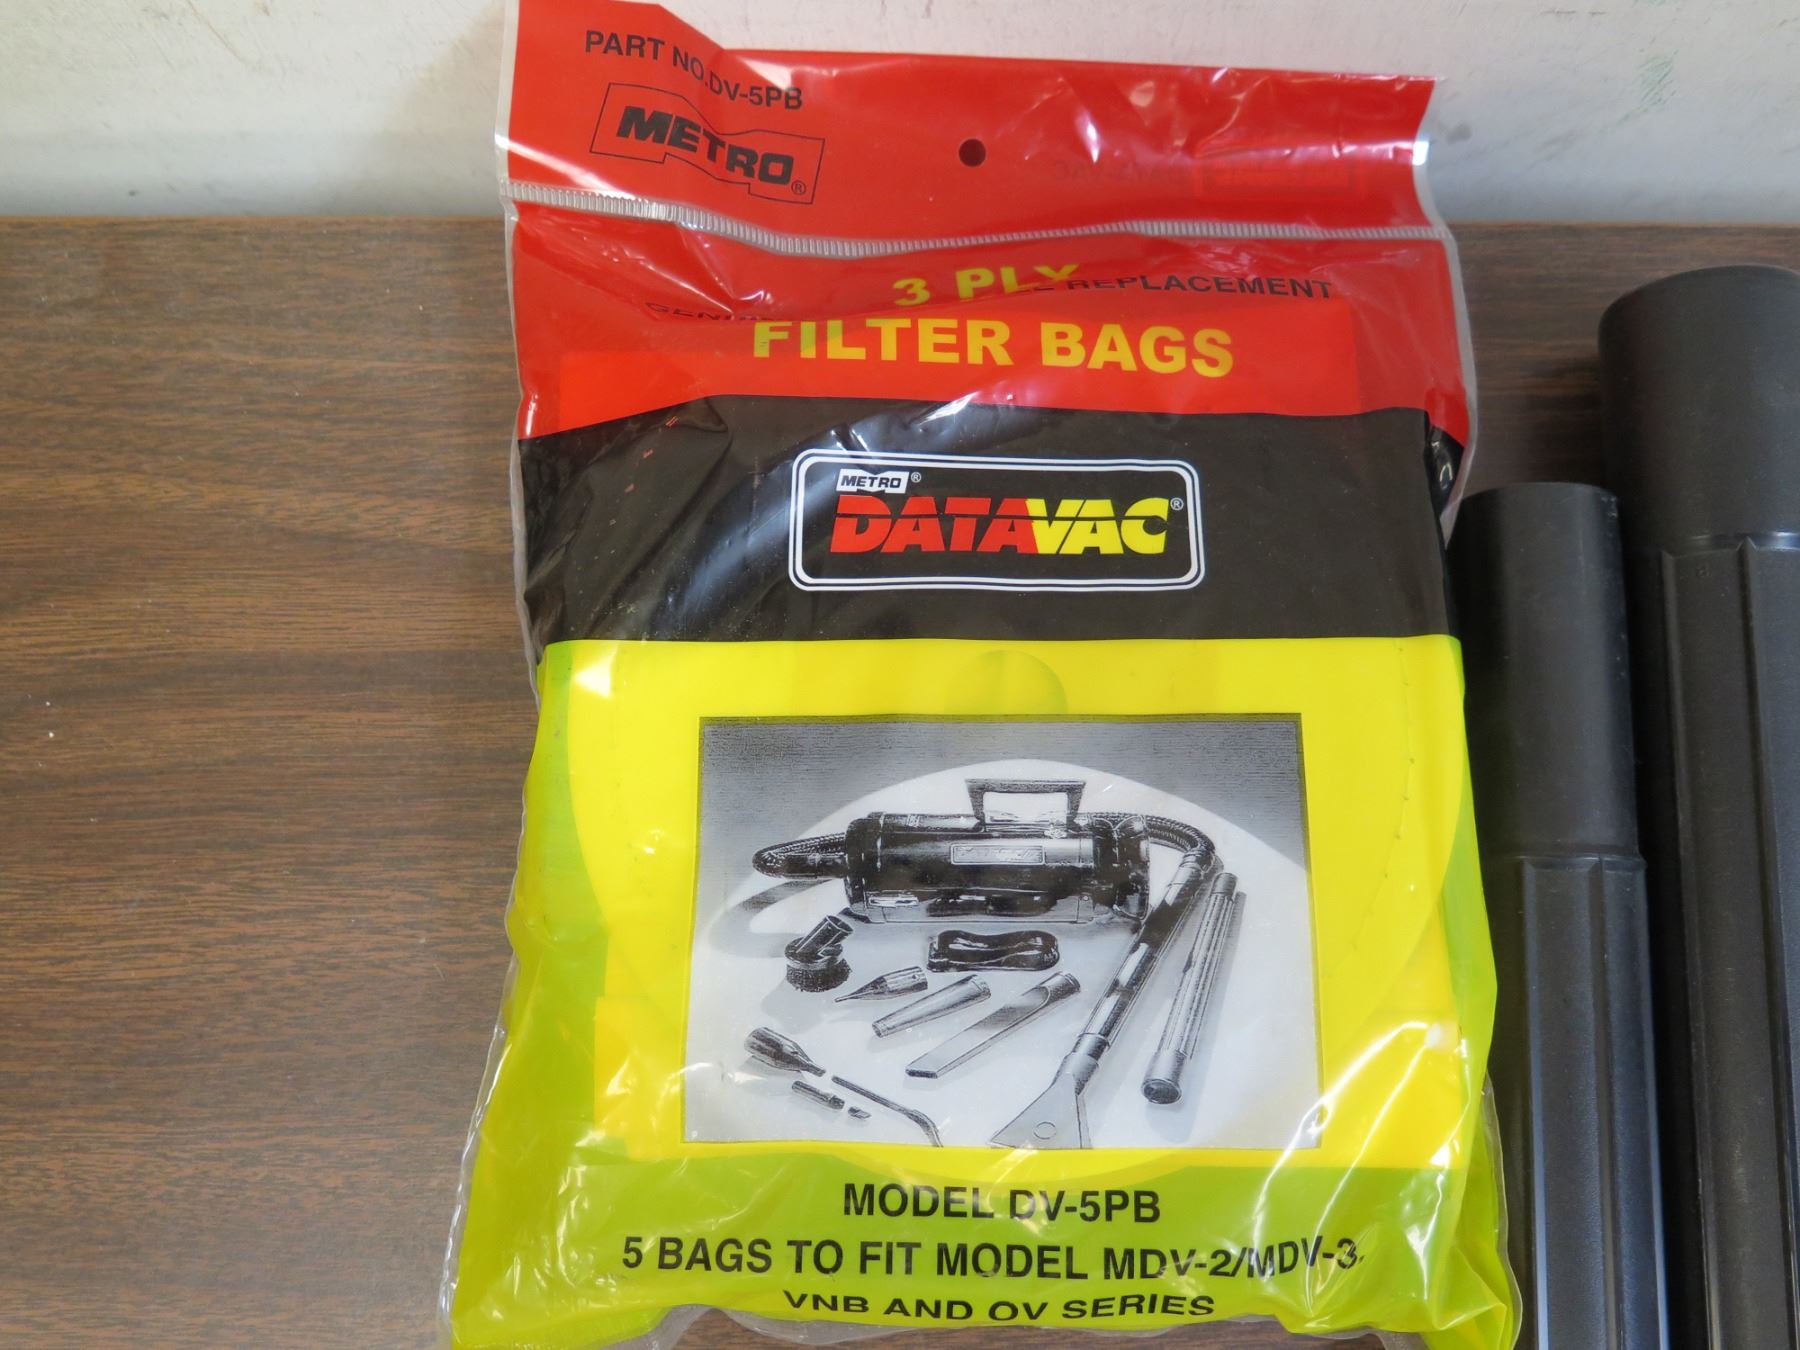 PART NO. DV-5PB
METRO®
3 PLY
REPLACEMENT
FILTER BAGS
METRO®
DATAVAC®
MODEL DV-5PB
5 BAGS TO FIT MODEL MDV-2/MDV-3,
VNB AND OV SERIES